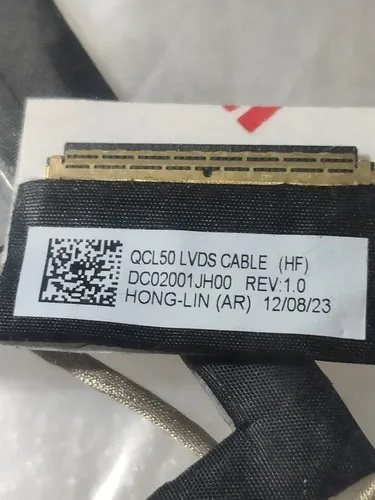 QCL50 LVDS CABLE (HF)
DC02001JH00 REV:1.0
HONG-LIN (AR) 12/08/23